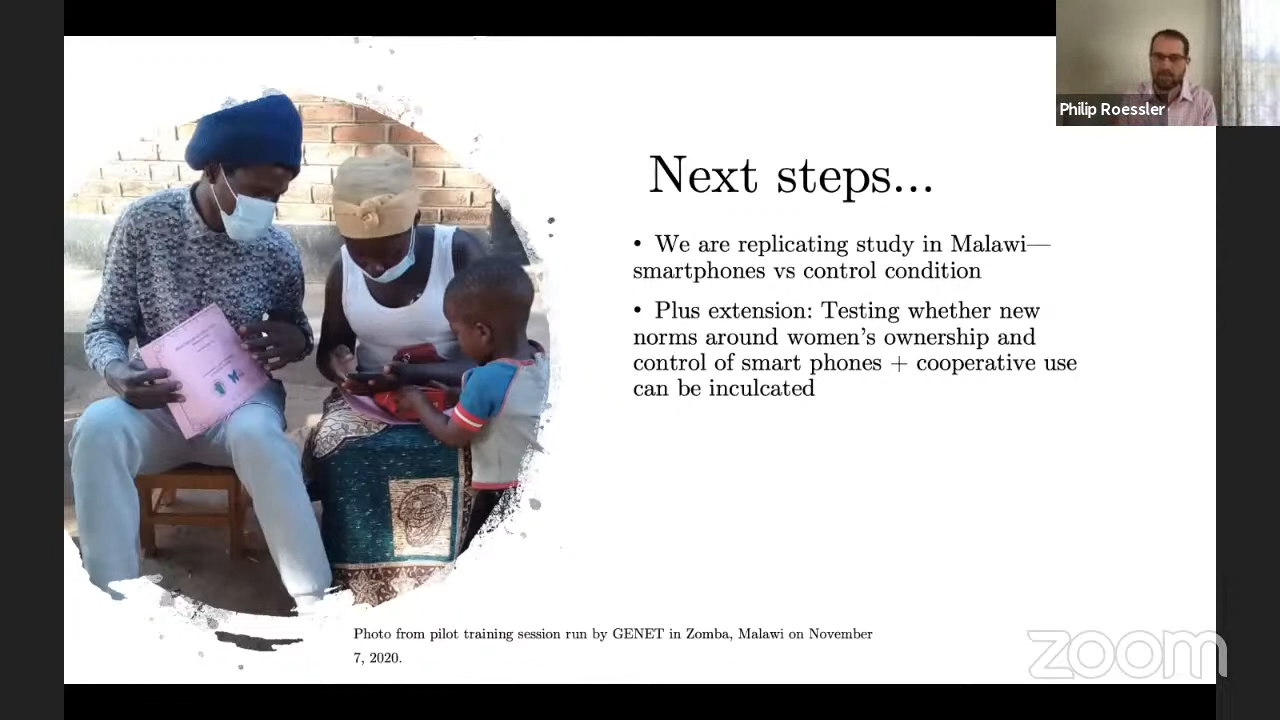 Philip Roessler
Next steps...
• We are replicating study in Malawi—
smartphones vs control condition
• Plus extension: Testing whether new
norms around women's ownership and
control of smart phones + cooperative use
can be inculcated
Photo from pilot training session run by GENET in Zomba, Malawi on November
7, 2020.
zoom